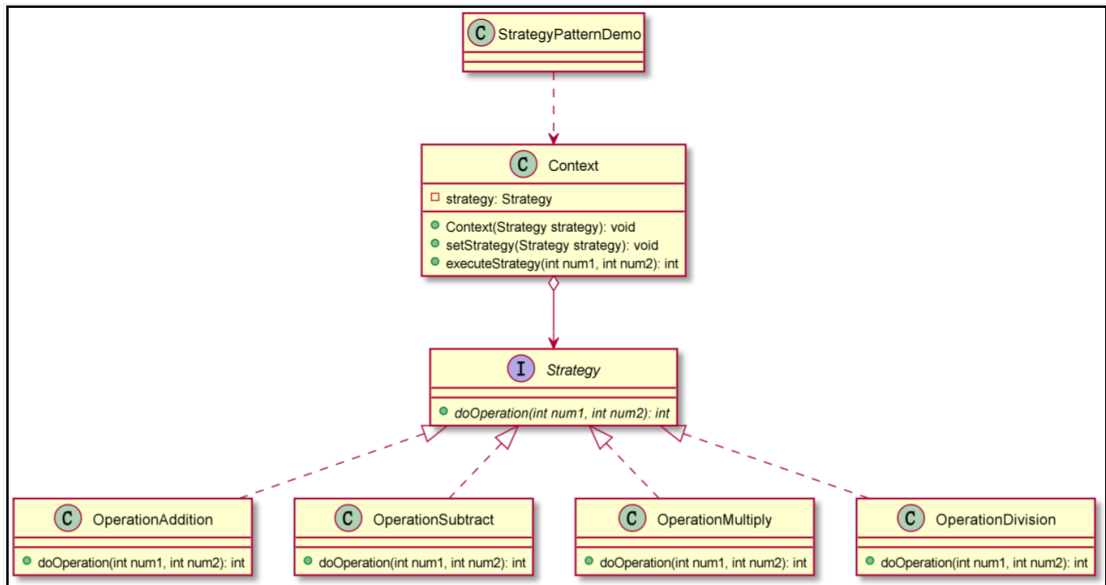 C StrategyPatternDemo
C Context
strategy: Strategy
Context(Strategy strategy): void
setStrategy(Strategy strategy): void
executeStrategy(int num1, int num2): int
I Strategy
doOperation(int num1, int num2): int
C OperationAddition
doOperation(int num1, int num2): int
C OperationSubtract
doOperation(int num1, int num2): int
C OperationMultiply
doOperation(int num1, int num2): int
C OperationDivision
doOperation(int num1, int num2): int